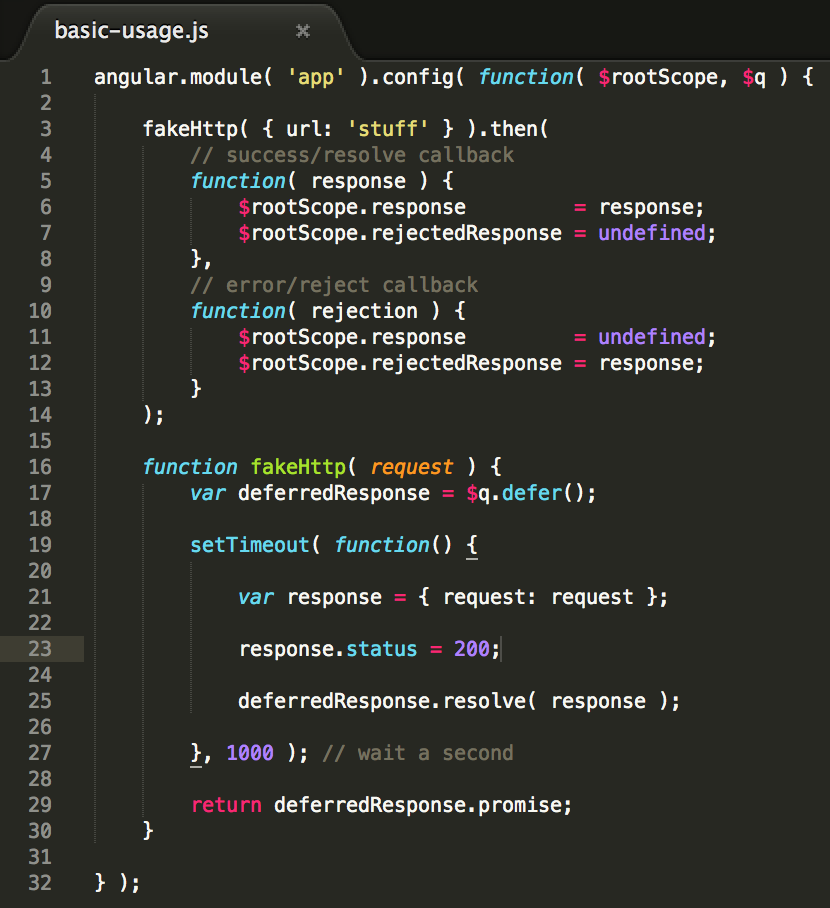 basic-usage.js ×
1 angular.module( 'app' ).config( function( $rootScope, $q ) {
2
3     fakeHttp( { url: 'stuff' } ).then(
4         // success/resolve callback
5         function( response ) {
6             $rootScope.response         = response;
7             $rootScope.rejectedResponse = undefined;
8         },
9         // error/reject callback
10         function( rejection ) {
11             $rootScope.response         = undefined;
12             $rootScope.rejectedResponse = response;
13         }
14     );
15
16     function fakeHttp( request ) {
17         var deferredResponse = $q.defer();
18
19         setTimeout( function() {
20
21             var response = { request: request };
22
23             response.status = 200;
24
25             deferredResponse.resolve( response );
26
27         }, 1000 ); // wait a second
28
29         return deferredResponse.promise;
30     }
31
32 } );